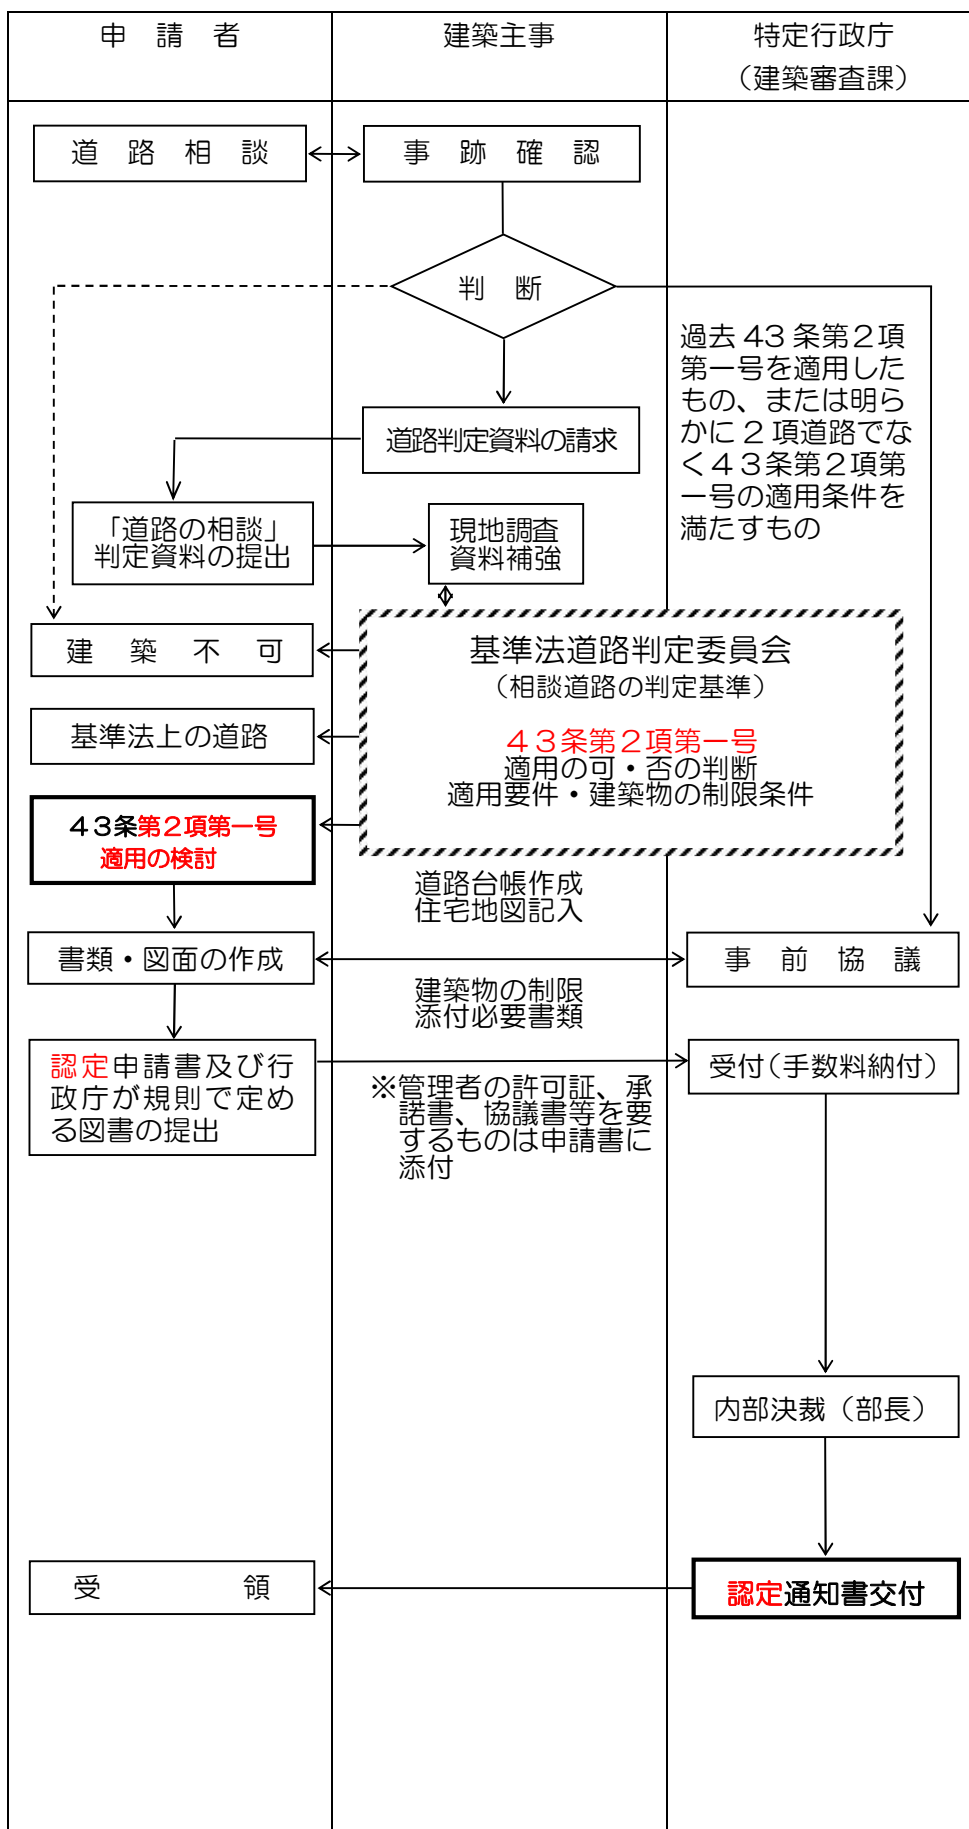 申　請　者
建築主事
特定行政庁
（建築審査課）
道　路　相　談
事　跡　確　認
判　断
過去 43 条第２項
第一号を適用した
もの、または明ら
かに 2 項道路でな
く４３条第２項第
一号の適用条件を
満たすもの
道路判定資料の請求
「道路の相談」
判定資料の提出
現地調査
資料補強
建　築　不　可
基準法道路判定委員会
（相談道路の判定基準）
４３条第２項第一号
適用の可・否の判断
適用要件・建築物の制限条件
基準法上の道路
４３条第２項第一号
適用の検討
道路台帳作成
住宅地図記入
書類・図面の作成
事　前　協　議
建築物の制限
添付必要書類
認定申請書及び行
政庁が規則で定め
る図書の提出
受付（手数料納付）
※管理者の許可証、承
諾書、協議書等を要
するものは申請書に
添付
内部決裁（部長）
受　　　　領
認定通知書交付